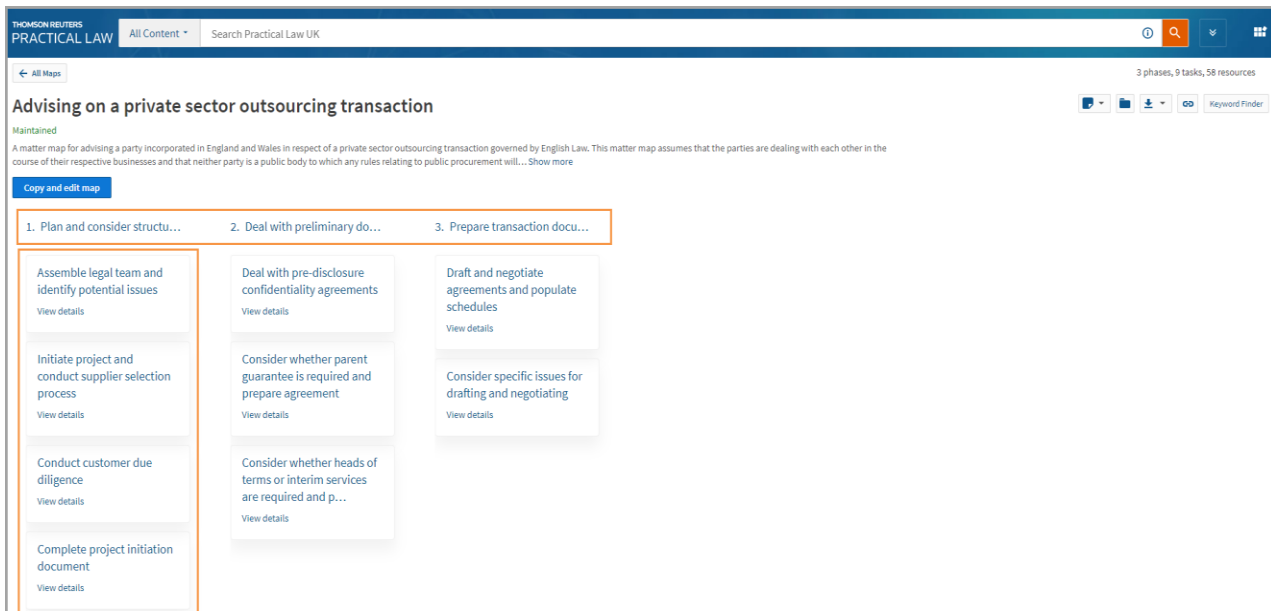 THOMSON REUTERS
PRACTICAL LAW
All Content
Search Practical Law UK
All Maps
3 phases, 9 tasks, 58 resources
Advising on a private sector outsourcing transaction
Keyword Finder
Maintained
A matter map for advising a party incorporated in England and Wales in respect of a private sector outsourcing transaction governed by English Law. This matter map assumes that the parties are dealing with each other in the
course of their respective businesses and that neither party is a public body to which any rules relating to public procurement will... Show more
Copy and edit map
1. Plan and consider structu...
2. Deal with preliminary do...
3. Prepare transaction docu...
Assemble legal team and
identify potential issues
View details
Initiate project and
conduct supplier selection
process
View details
Conduct customer due
diligence
View details
Complete project initiation
document
View details
Deal with pre-disclosure
confidentiality agreements
View details
Consider whether parent
guarantee is required and
prepare agreement
View details
Consider whether heads of
terms or interim services
are required and p...
View details
Draft and negotiate
agreements and populate
schedules
View details
Consider specific issues for
drafting and negotiating
View details